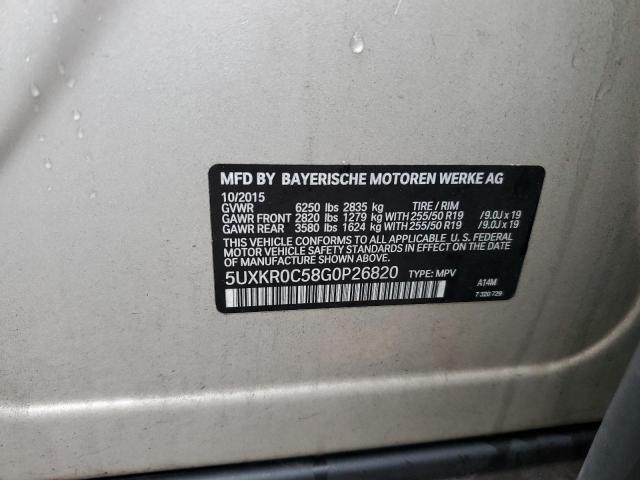 MFD BY BAYERISCHE MOTOREN WERKE AG
10/2015
GVWR 6250 lbs 2835 kg TIRE / RIM
GAWR FRONT 2820 lbs 1279 kg WITH 255/50 R19 /9.0J x 19
GAWR REAR 3580 lbs 1624 kg WITH 255/50 R19 /9.0J x 19
THIS VEHICLE CONFORMS TO ALL APPLICABLE U. S. FEDERAL
MOTOR VEHICLE SAFETY STANDARDS IN EFFECT ON THE DATE
OF MANUFACTURE SHOWN ABOVE.
5UXKR0C58G0P26820 TYPE: MPV
A14M
7 320 729